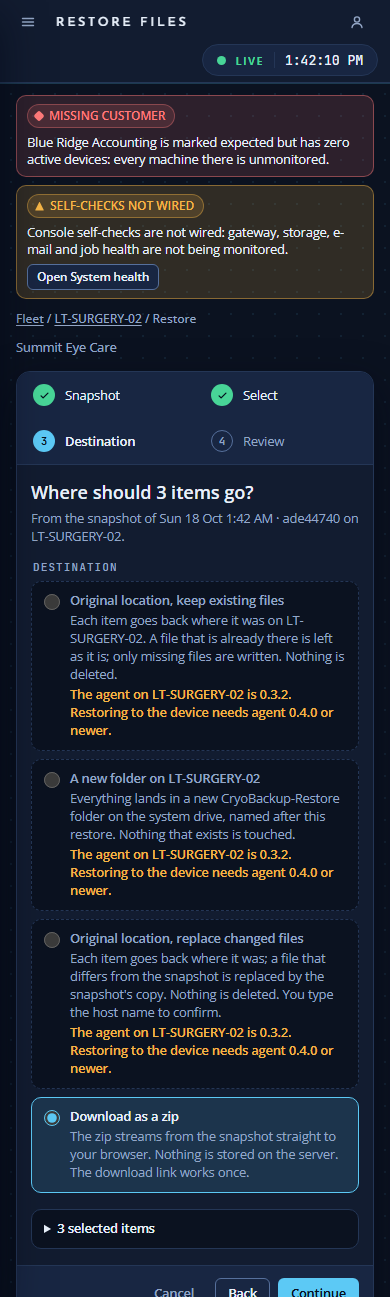 RESTORE FILES
LIVE 1:42:10 PM
MISSING CUSTOMER
Blue Ridge Accounting is marked expected but has zero
active devices: every machine there is unmonitored.
SELF-CHECKS NOT WIRED
Console self-checks are not wired: gateway, storage, e-
mail and job health are not being monitored.
Open System health
Fleet / LT-SURGERY-02 / Restore
Summit Eye Care
Snapshot
Select
3 Destination
4 Review
Where should 3 items go?
From the snapshot of Sun 18 Oct 1:42 AM · ade44740 on
LT-SURGERY-02.
DESTINATION
Original location, keep existing files
Each item goes back where it was on LT-
SURGERY-02. A file that is already there is left
as it is; only missing files are written. Nothing is
deleted.
The agent on LT-SURGERY-02 is 0.3.2.
Restoring to the device needs agent 0.4.0 or
newer.
A new folder on LT-SURGERY-02
Everything lands in a new CryoBackup-Restore
folder on the system drive, named after this
restore. Nothing that exists is touched.
The agent on LT-SURGERY-02 is 0.3.2.
Restoring to the device needs agent 0.4.0 or
newer.
Original location, replace changed files
Each item goes back where it was; a file that
differs from the snapshot is replaced by the
snapshot's copy. Nothing is deleted. You type
the host name to confirm.
The agent on LT-SURGERY-02 is 0.3.2.
Restoring to the device needs agent 0.4.0 or
newer.
Download as a zip
The zip streams from the snapshot straight to
your browser. Nothing is stored on the server.
The download link works once.
3 selected items
Cancel Back Continue